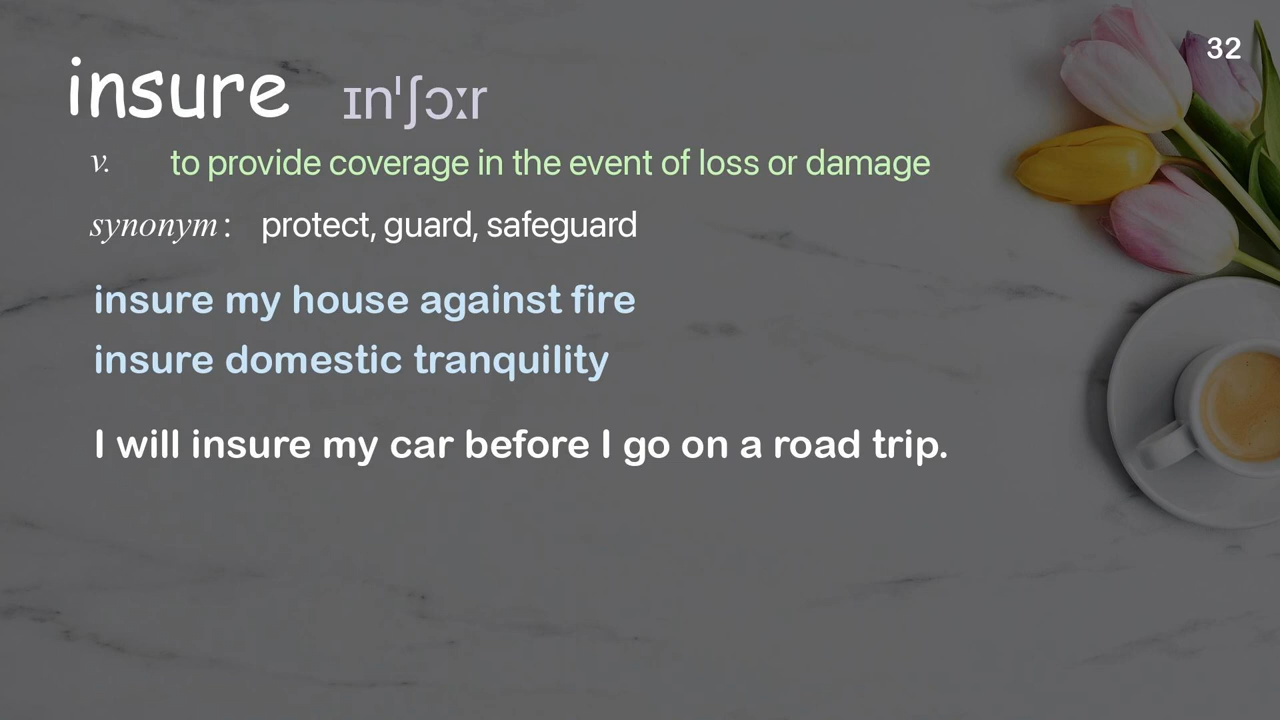 32
insure ɪnˈʃɔːr
v. to provide coverage in the event of loss or damage
synonym: protect, guard, safeguard
insure my house against fire
insure domestic tranquility
I will insure my car before I go on a road trip.